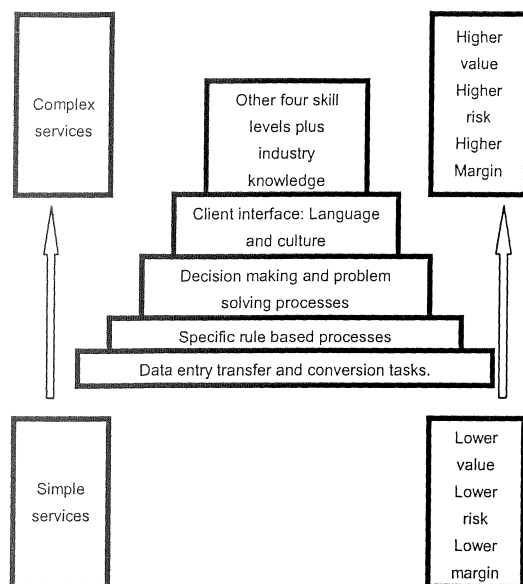 Complex
services
Other four skill
levels plus
industry
knowledge
Client interface: Language
and culture
Decision making and problem
solving processes
Specific rule based processes
Data entry transfer and conversion tasks.
Higher
value
Higher
risk
Higher
Margin
Simple
services
Lower
value
Lower
risk
Lower
margin